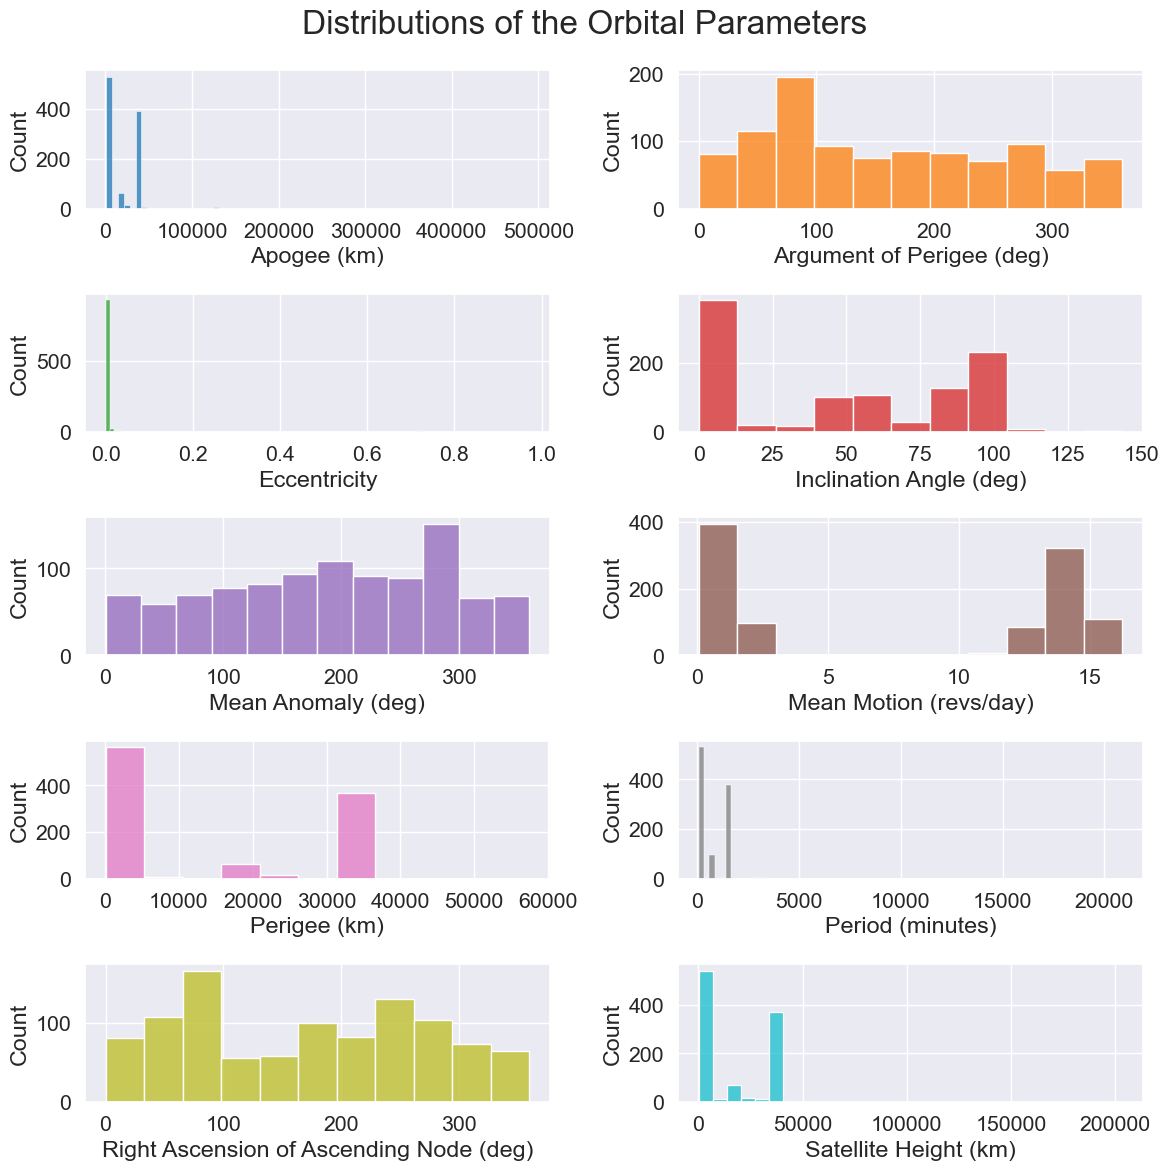 Distributions of the Orbital Parameters
Count
400
200
0
0 100000 200000 300000 400000 500000
Apogee (km)
Count
200
100
0
0 100 200 300
Argument of Perigee (deg)
Count
500
0
0.0 0.2 0.4 0.6 0.8 1.0
Eccentricity
Count
200
0
0 25 50 75 100 125 150
Inclination Angle (deg)
Count
100
0
0 100 200 300
Mean Anomaly (deg)
Count
400
200
0
0 5 10 15
Mean Motion (revs/day)
Count
400
200
0
0 10000 20000 30000 40000 50000 60000
Perigee (km)
Count
400
200
0
0 5000 10000 15000 20000
Period (minutes)
Count
100
0
0 100 200 300
Right Ascension of Ascending Node (deg)
Count
400
200
0
0 50000 100000 150000 200000
Satellite Height (km)